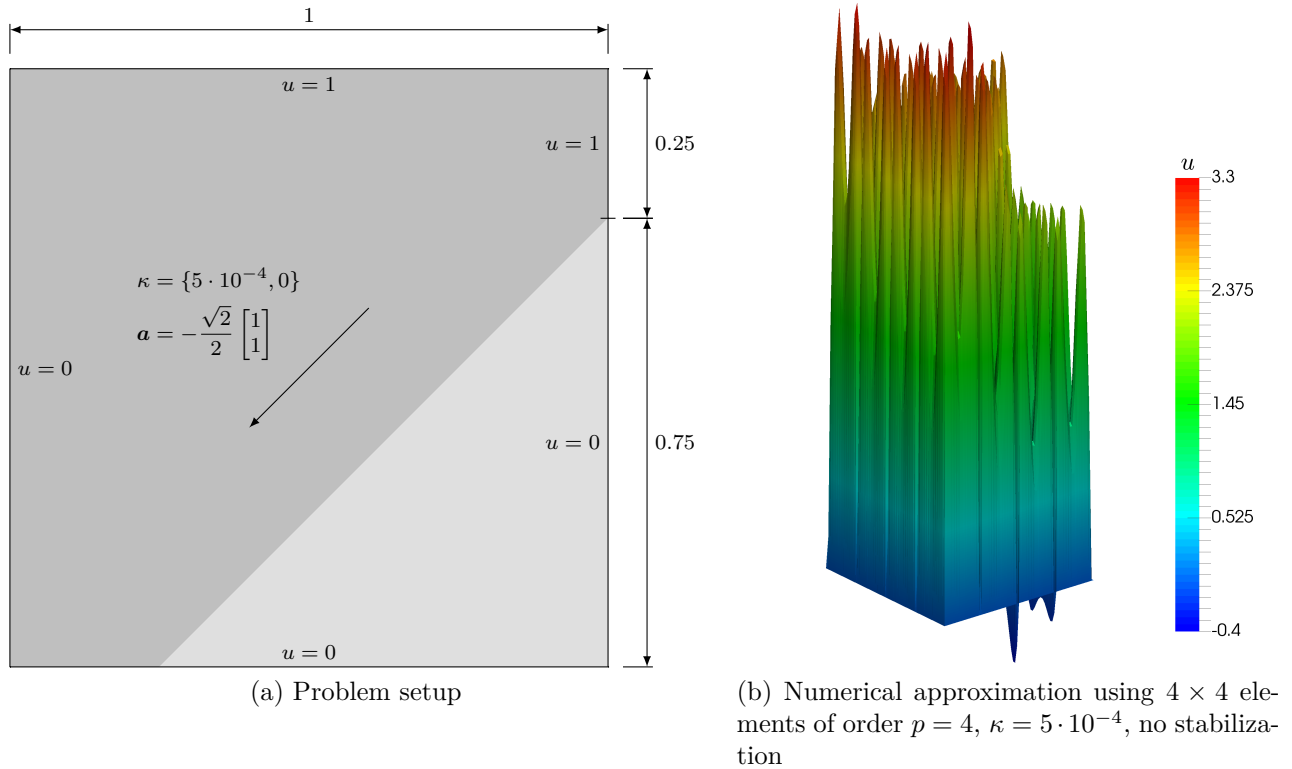 1
u = 1
u = 1
0.25
κ = {5 · 10⁻⁴, 0}
a = −√2/2 [1 1]
u = 0
u = 0
0.75
u = 0
(a) Problem setup
u
3.3
2.375
1.45
0.525
-0.4
(b) Numerical approximation using 4 × 4 ele-
ments of order p = 4, κ = 5 · 10⁻⁴, no stabiliza-
tion